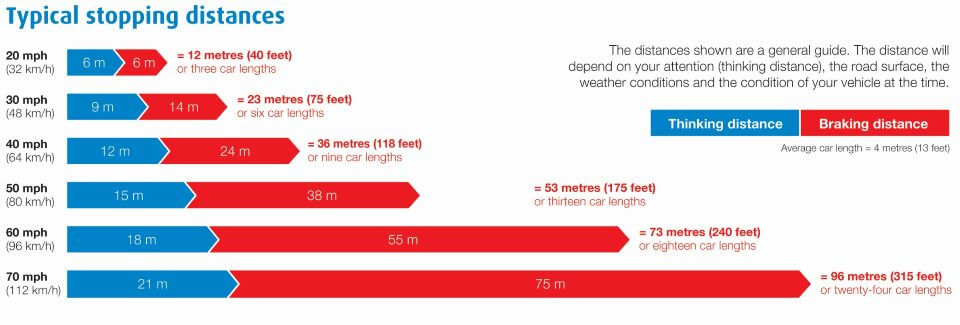 Typical stopping distances
The distances shown are a general guide. The distance will
depend on your attention (thinking distance), the road surface, the
weather conditions and the condition of your vehicle at the time.
Thinking distance Braking distance
Average car length = 4 metres (13 feet)
20 mph
(32 km/h)
6 m 6 m
= 12 metres (40 feet)
or three car lengths
30 mph
(48 km/h)
9 m 14 m
= 23 metres (75 feet)
or six car lengths
40 mph
(64 km/h)
12 m 24 m
= 36 metres (118 feet)
or nine car lengths
50 mph
(80 km/h)
15 m 38 m
= 53 metres (175 feet)
or thirteen car lengths
60 mph
(96 km/h)
18 m 55 m
= 73 metres (240 feet)
or eighteen car lengths
70 mph
(112 km/h)
21 m 75 m
= 96 metres (315 feet)
or twenty-four car lengths